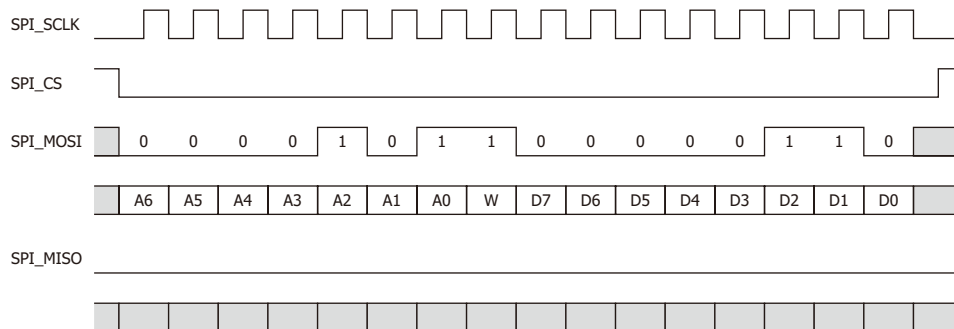 SPI_SCLK
SPI_CS
SPI_MOSI 0 0 0 0 1 0 1 1 0 0 0 0 0 1 1 0
A6 A5 A4 A3 A2 A1 A0 W D7 D6 D5 D4 D3 D2 D1 D0
SPI_MISO